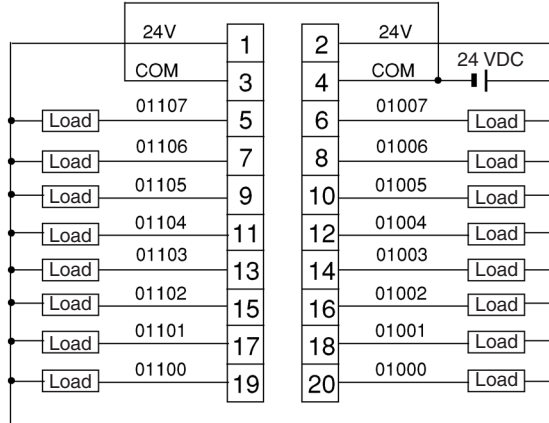 24V 1 2 24V
COM 3 4 COM 24 VDC
Load 01107 5 6 01007 Load
Load 01106 7 8 01006 Load
Load 01105 9 10 01005 Load
Load 01104 11 12 01004 Load
Load 01103 13 14 01003 Load
Load 01102 15 16 01002 Load
Load 01101 17 18 01001 Load
Load 01100 19 20 01000 Load